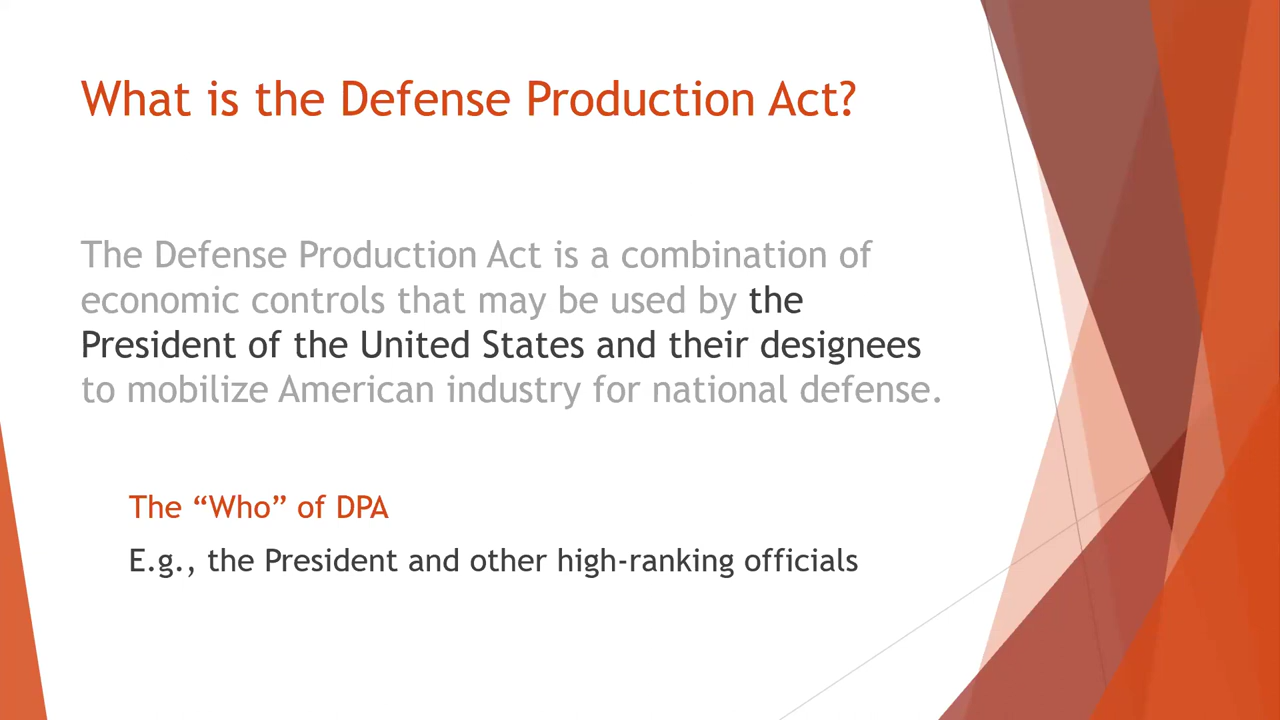 What is the Defense Production Act?
The Defense Production Act is a combination of
economic controls that may be used by the
President of the United States and their designees
to mobilize American industry for national defense.
The “Who” of DPA
E.g., the President and other high-ranking officials